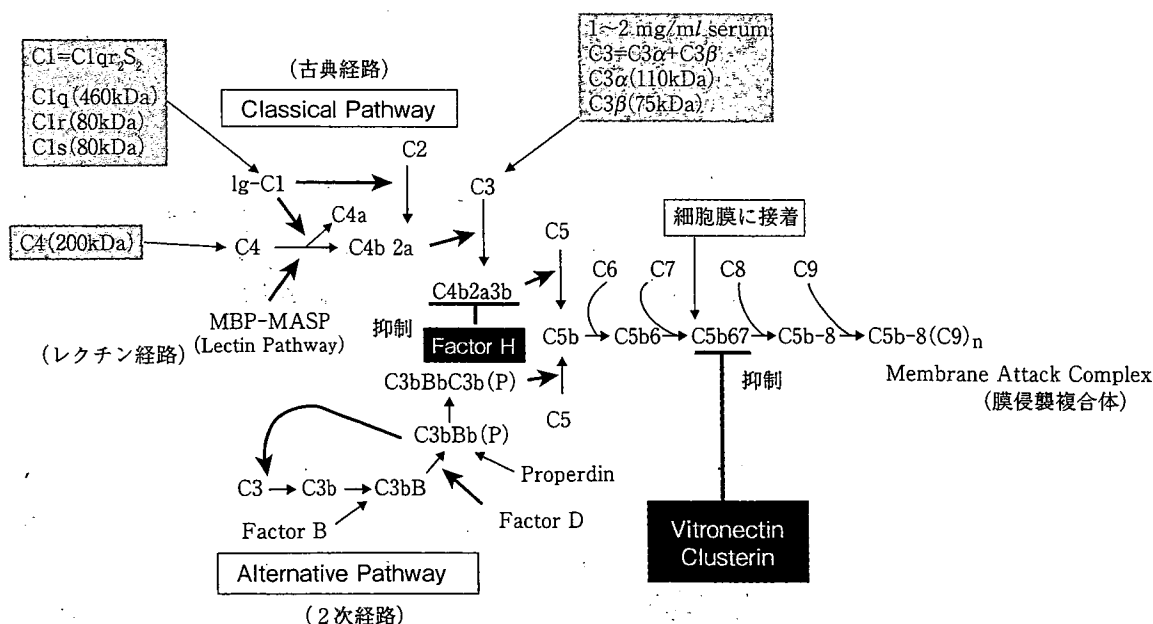 C1=C1qr₂S₂
C1q(460kDa)
C1r(80kDa)
C1s(80kDa)
(古典経路)
Classical Pathway
1~2 mg/ml serum
C3=C3α+C3β
C3α(110kDa)
C3β(75kDa)
C2
Ig-C1
C3
C4a
C4(200kDa)
C4
C4b 2a
C5
細胞膜に接着
C6
C7
C8
C9
C4b2a3b
MBP-MASP
(Lectin Pathway)
(レクチン経路)
抑制
Factor H
C5b
C5b6
C5b67
C5b-8
C5b-8(C9)n
C3bBbC3b(P)
抑制
Membrane Attack Complex
(膜侵襲複合体)
C5
C3bBb(P)
Properdin
C3
C3b
C3bB
Factor B
Factor D
Vitronectin
Clusterin
Alternative Pathway
(2次経路)